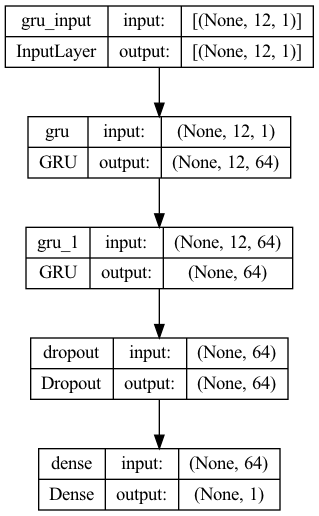 gru_input input: [(None, 12, 1)]
InputLayer output: [(None, 12, 1)]
gru input: (None, 12, 1)
GRU output: (None, 12, 64)
gru_1 input: (None, 12, 64)
GRU output: (None, 64)
dropout input: (None, 64)
Dropout output: (None, 64)
dense input: (None, 64)
Dense output: (None, 1)